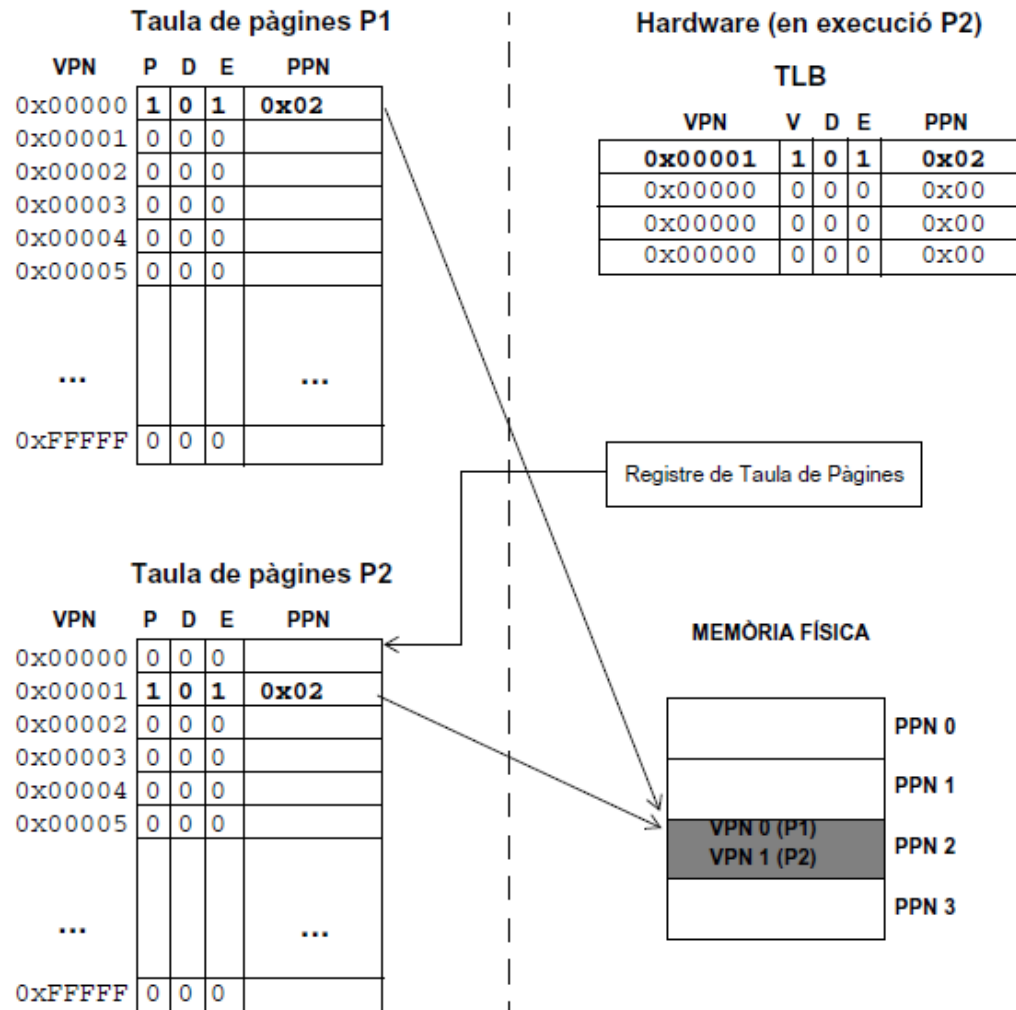 Taula de pàgines P1
VPN P D E PPN
0x00000 1 0 1 0x02
0x00001 0 0 0
0x00002 0 0 0
0x00003 0 0 0
0x00004 0 0 0
0x00005 0 0 0
... ...
0xFFFFF 0 0 0
Hardware (en execució P2)
TLB
VPN V D E PPN
0x00001 1 0 1 0x02
0x00000 0 0 0 0x00
0x00000 0 0 0 0x00
0x00000 0 0 0 0x00
Registre de Taula de Pàgines
Taula de pàgines P2
VPN P D E PPN
0x00000 0 0 0
0x00001 1 0 1 0x02
0x00002 0 0 0
0x00003 0 0 0
0x00004 0 0 0
0x00005 0 0 0
... ...
0xFFFFF 0 0 0
MEMÒRIA FÍSICA
PPN 0
PPN 1
VPN 0 (P1)
VPN 1 (P2)
PPN 2
PPN 3